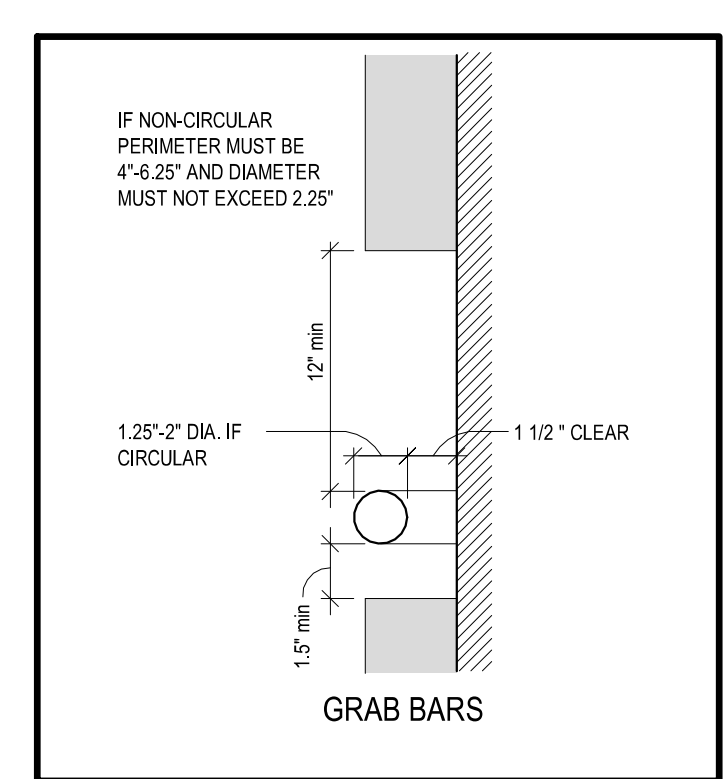 IF NON-CIRCULAR
PERIMETER MUST BE
4"-6.25" AND DIAMETER
MUST NOT EXCEED 2.25"
12" min
1.25"-2" DIA. IF
CIRCULAR
1 1/2 " CLEAR
1.5" min
GRAB BARS